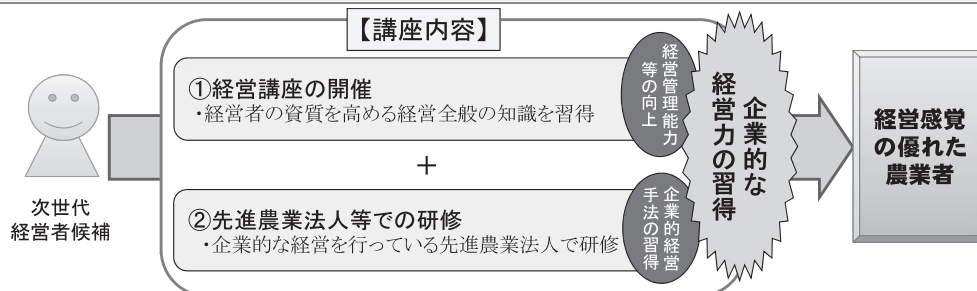 【講座内容】
次世代
経営者候補
①経営講座の開催
・経営者の資質を高める経営全般の知識を習得
経営管理能力
等の向上
+
②先進農業法人等での研修
・企業的な経営を行っている先進農業法人で研修
企業的経営
手法の習得
企業的な
経営力の習得
経営感覚
の優れた
農業者